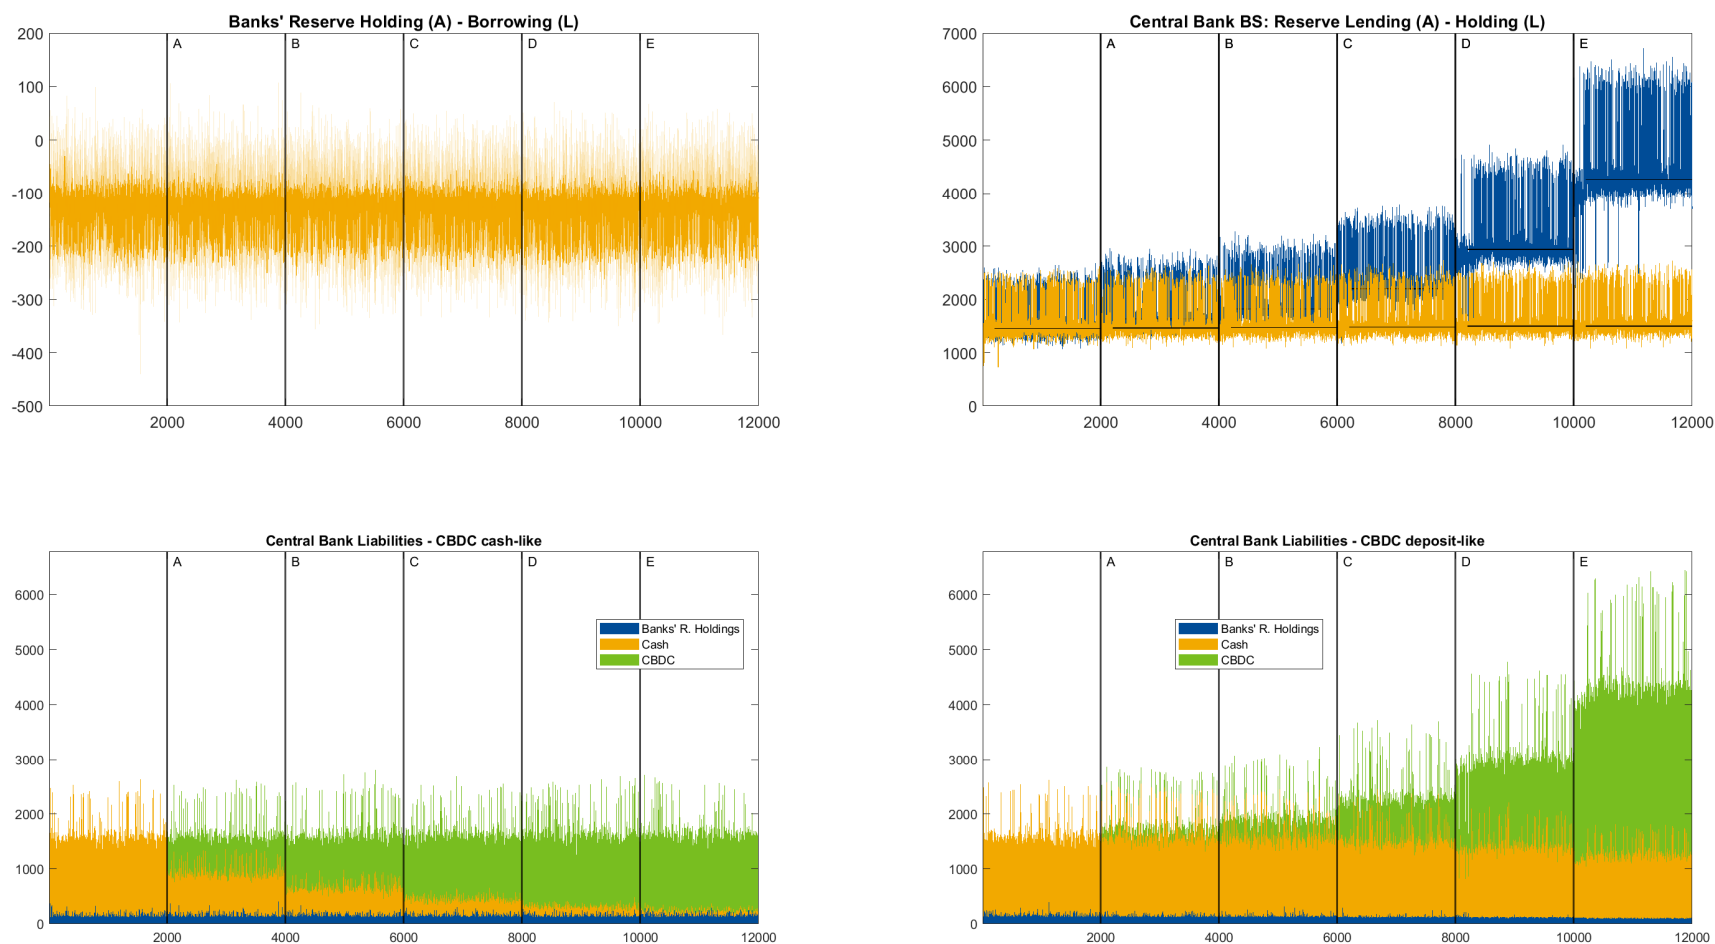 Banks' Reserve Holding (A) - Borrowing (L)
200
100
0
-100
-200
-300
-400
-500
A B C D E
2000 4000 6000 8000 10000 12000
Central Bank BS: Reserve Lending (A) - Holding (L)
7000
6000
5000
4000
3000
2000
1000
0
A B C D E
2000 4000 6000 8000 10000 12000
Central Bank Liabilities - CBDC cash-like
6000
5000
4000
3000
2000
1000
0
A B C D E
Banks' R. Holdings
Cash
CBDC
2000 4000 6000 8000 10000 12000
Central Bank Liabilities - CBDC deposit-like
6000
5000
4000
3000
2000
1000
0
A B C D E
Banks' R. Holdings
Cash
CBDC
2000 4000 6000 8000 10000 12000